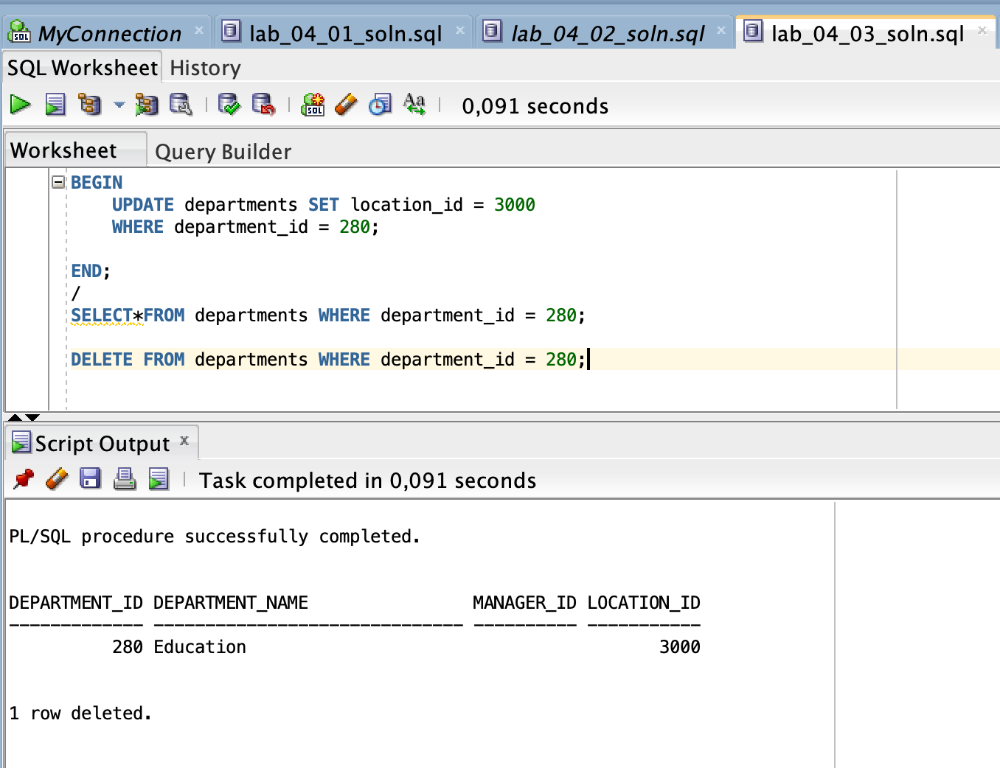 MyConnection lab_04_01_soln.sql lab_04_02_soln.sql lab_04_03_soln.sql
SQL Worksheet History
0,091 seconds
Worksheet Query Builder
BEGIN
    UPDATE departments SET location_id = 3000
    WHERE department_id = 280;
END;
/
SELECT*FROM departments WHERE department_id = 280;
DELETE FROM departments WHERE department_id = 280;
Script Output
Task completed in 0,091 seconds
PL/SQL procedure successfully completed.
DEPARTMENT_ID DEPARTMENT_NAME                MANAGER_ID LOCATION_ID
------------- ------------------------------ ---------- -----------
          280 Education                                        3000
1 row deleted.